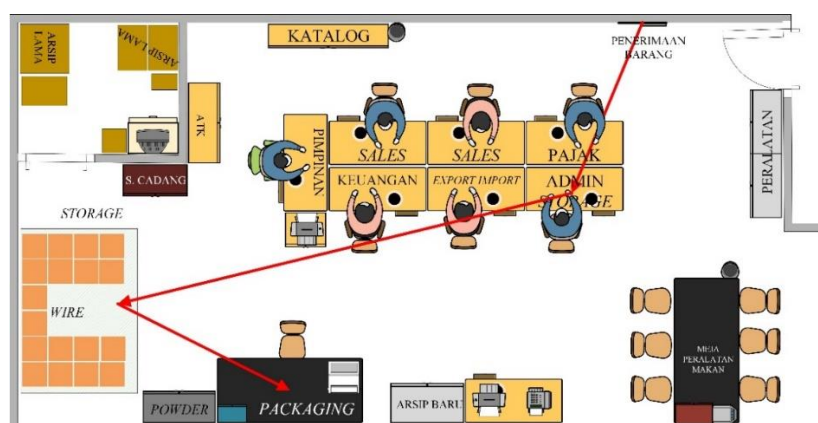 ARSIP
LAMA
ARSIP LAMA
KATALOG
PENERIMAAN
BARANG
ATK
PIMPINAN
SALES
SALES
PAJAK
PERALATAN
S. CADANG
KEUANGAN
EXPORT IMPORT
ADMIN
STORAGE
STORAGE
WIRE
MEJA
PERALATAN
MAKAN
POWDER
PACKAGING
ARSIP BARU